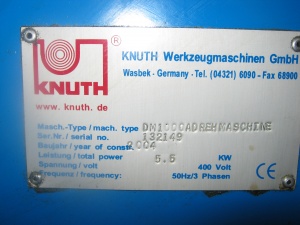 ®
KNUTH
www.knuth.de
KNUTH Werkzeugmaschinen GmbH
Wasbek - Germany - Tel. (04321) 6090 - Fax 68900
Masch.-Type / mach. type DM1000ADREHMASCHINE
Ser.Nr./ serial no. 132149
Baujahr / year of constr. 2004
Leistung / total power 5.5 KW
Spannung / volt 400 Volt
Frequenz / frequency: 50Hz/3 Phasen